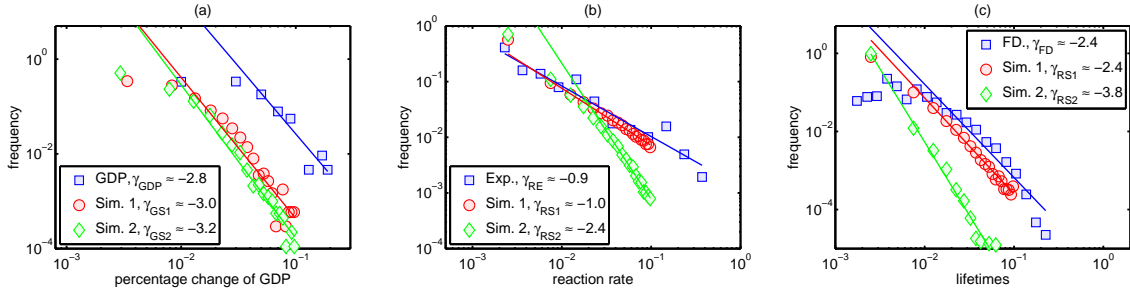 (a)
frequency
10^0
10^−2
10^−4
GDP, γ_GDP ≈ −2.8
Sim. 1, γ_GS1 ≈ −3.0
Sim. 2, γ_GS2 ≈ −3.2
10^−3
10^−2
10^−1
percentage change of GDP
(b)
frequency
10^0
10^−1
10^−2
10^−3
10^−4
Exp., γ_RE ≈ −0.9
Sim. 1, γ_RS1 ≈ −1.0
Sim. 2, γ_RS2 ≈ −2.4
10^−3
10^−2
10^−1
10^0
reaction rate
(c)
frequency
10^0
10^−2
10^−4
FD., γ_FD ≈ −2.4
Sim. 1, γ_RS1 ≈ −2.4
Sim. 2, γ_RS2 ≈ −3.8
10^−3
10^−2
10^−1
10^0
lifetimes